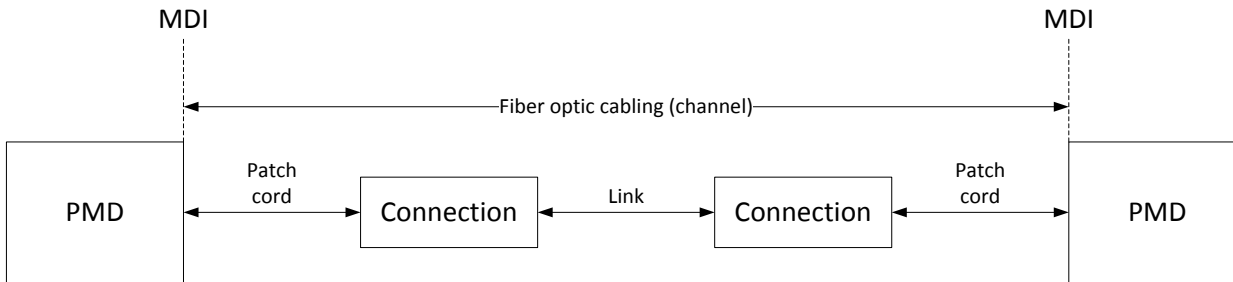 MDI
MDI
Fiber optic cabling (channel)
Patch
cord
Patch
cord
PMD
Connection
Link
Connection
PMD